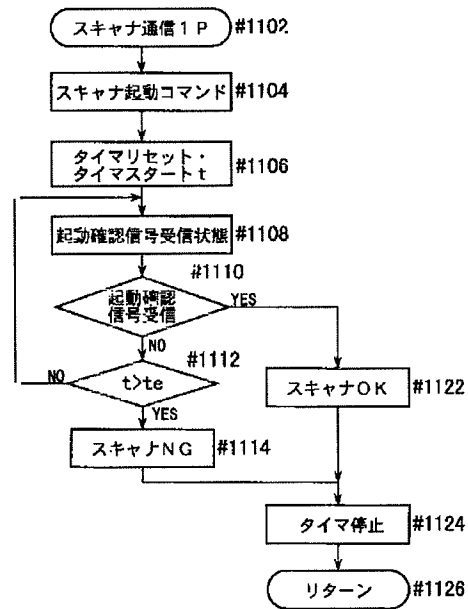 スキャナ通信1P #1102
スキャナ起動コマンド #1104
タイマリセット・
タイマスタートt #1106
起動確認信号受信状態 #1108
#1110
起動確認
信号受信
YES
NO
#1112
t>te
NO
YES
スキャナOK #1122
スキャナNG #1114
タイマ停止 #1124
リターン #1126